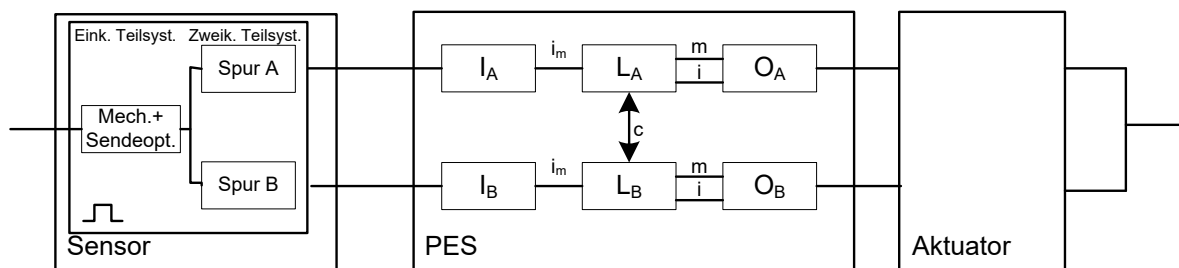 Eink. Teilsyst. Zweik. Teilsyst.
Spur A
Mech.+
Sendeopt.
Spur B
Sensor
I_A
i_m
L_A
m
i
O_A
c
I_B
i_m
L_B
m
i
O_B
PES
Aktuator